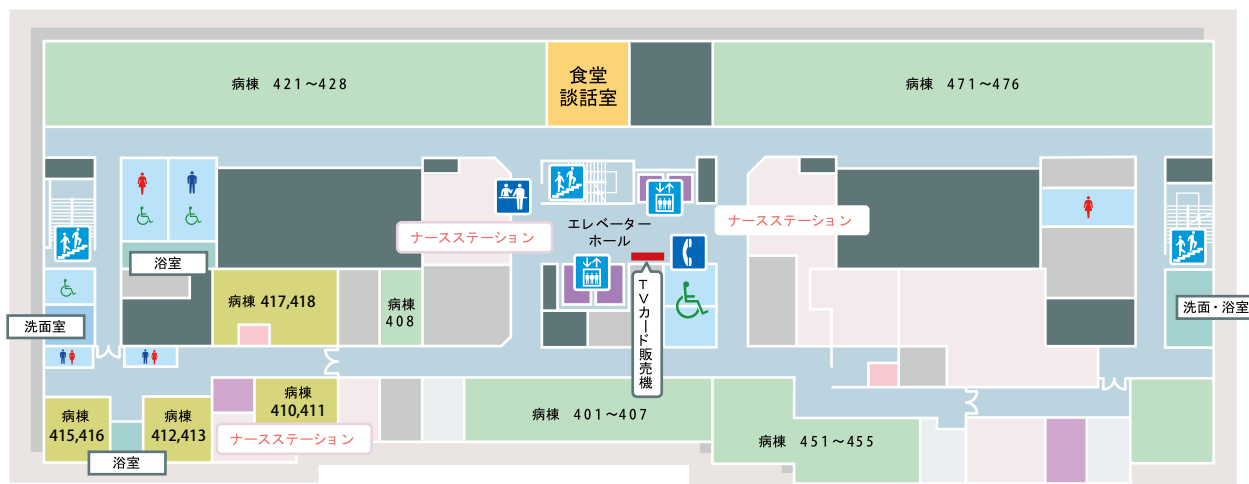 病棟 421～428
食堂
談話室
病棟 471～476
ナースステーション
エレベーター
ホール
ナースステーション
浴室
病棟 417,418
病棟
408
TVカード販売機
洗面室
洗面・浴室
病棟
415,416
病棟
412,413
病棟
410,411
病棟 401～407
ナースステーション
病棟 451～455
浴室